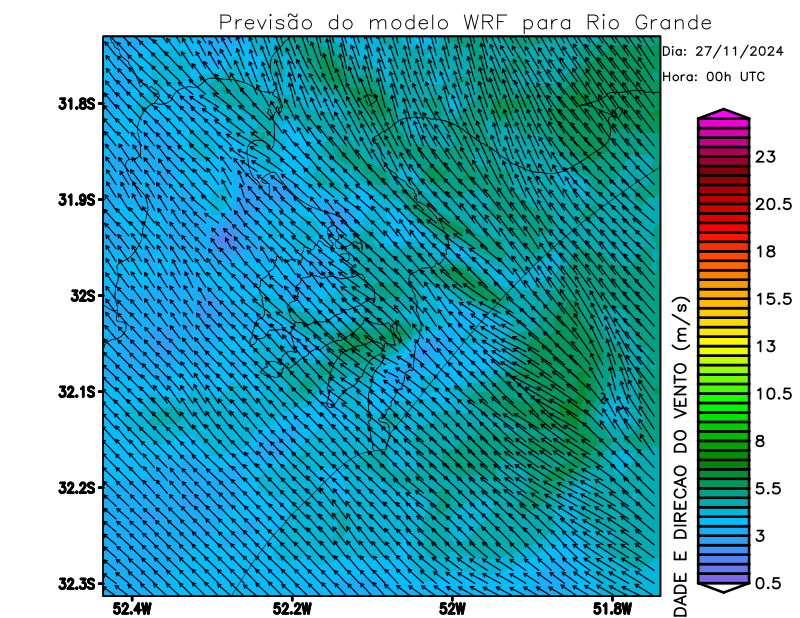 Previsão do modelo WRF para Rio Grande
Dia: 27/11/2024
Hora: 00h UTC
31.8S
31.9S
32S
32.1S
32.2S
32.3S
52.4W
52.2W
52W
51.8W
DADE E DIRECAO DO VENTO (m/s)
23
20.5
18
15.5
13
10.5
8
5.5
3
0.5